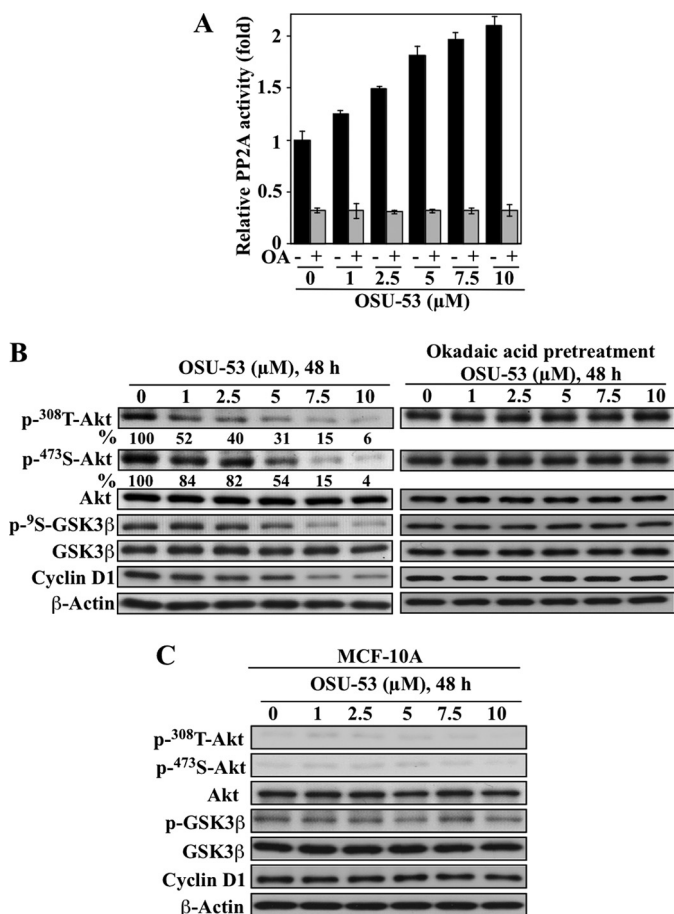 A
Relative PP2A activity (fold)
2
1.5
1
0.5
0
OA - + - + - + - + - + - +
0 1 2.5 5 7.5 10
OSU-53 (µM)
B
OSU-53 (µM), 48 h
0 1 2.5 5 7.5 10
Okadaic acid pretreatment
OSU-53 (µM), 48 h
0 1 2.5 5 7.5 10
p-³⁰⁸T-Akt
% 100 52 40 31 15 6
p-⁴⁷³S-Akt
% 100 84 82 54 15 4
Akt
p-⁹S-GSK3β
GSK3β
Cyclin D1
β-Actin
C
MCF-10A
OSU-53 (µM), 48 h
0 1 2.5 5 7.5 10
p-³⁰⁸T-Akt
p-⁴⁷³S-Akt
Akt
p-GSK3β
GSK3β
Cyclin D1
β-Actin